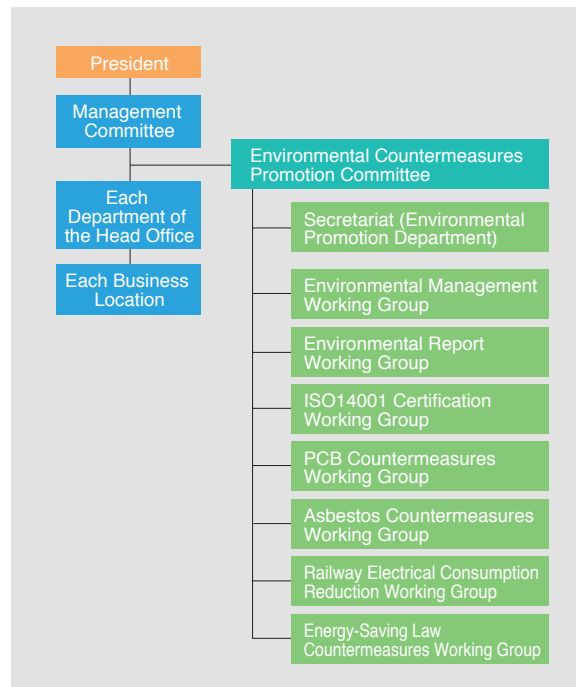 President
Management
Committee
Environmental Countermeasures
Promotion Committee
Each
Department of
the Head Office
Each Business
Location
Secretariat (Environmental
Promotion Department)
Environmental Management
Working Group
Environmental Report
Working Group
ISO14001 Certification
Working Group
PCB Countermeasures
Working Group
Asbestos Countermeasures
Working Group
Railway Electrical Consumption
Reduction Working Group
Energy-Saving Law
Countermeasures Working Group